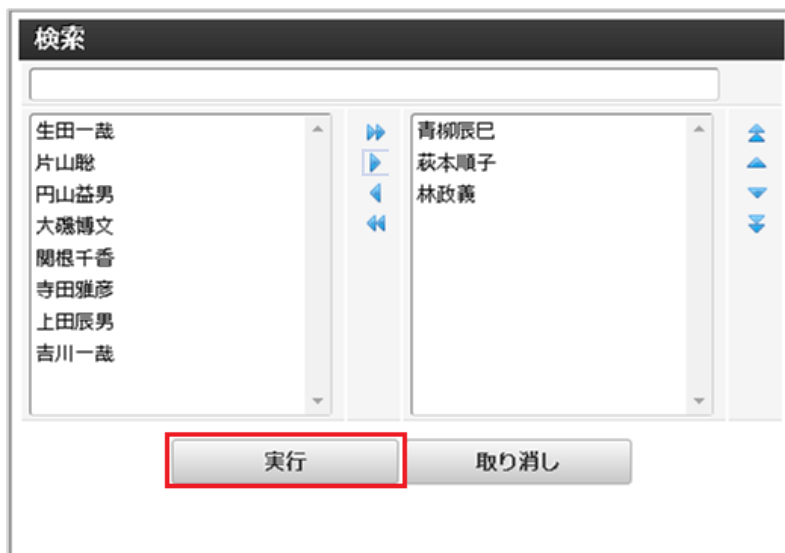 検索
生田一哉
片山聡
円山益男
大磯博文
関根千香
寺田雅彦
上田辰男
吉川一哉
青柳辰巳
萩本順子
林政義
実行
取り消し